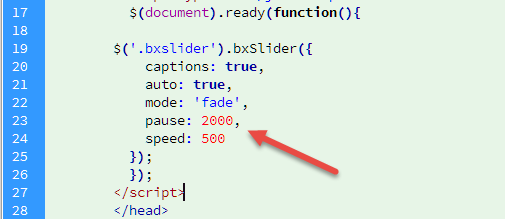 17 $(document).ready(function(){
18
19 $('.bxslider').bxSlider({
20 captions: true,
21 auto: true,
22 mode: 'fade',
23 pause: 2000,
24 speed: 500
25 });
26 });
27 </script>
28 </head>